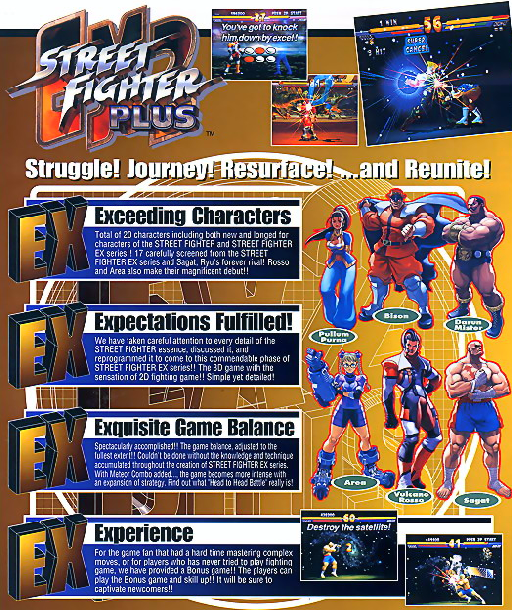 EX2
STREET
FIGHTER
PLUS
TM
You've got to knock
him down by excel!!
1 WIN
56
SUPER
CANCEL
Struggle! Journey! Resurface! ...and Reunite!
EX
Exceeding Characters
Total of 23 characters including both new and longed for
characters of the STREET FIGHTER and STREET FIGHTER
EX series ! 17 carefully screened from the STREET
FIGHTER EX series and Sagat, Ryu's forever rival! Rosso
and Area also make their magnificent debut!!
Pullum
Purna
Bison
Darun
Mister
EX
Expectations Fulfilled!
We have taken careful attention to every detail of the
STREET FIGHTER essence, discussed it, and
reprogrammed it to come to this commendable phase of
STREET FIGHTER EX series!! The 3D game with the
sensation of 2D fighting game!! Simple yet detailed!
EX
Exquisite Game Balance
Spectacularly accomplished!! The game balance, adjusted to the
fullest extent!! Couldn't be done without the knowledge and technique
accumulated throughout the creation of STREET FIGHTER EX series.
With Meteor Combo added... the game becomes more intense with
an expansion of strategy. Find out what "Head to Head Battle" really is!
Area
Vulcano
Rosso
Sagat
EX
Experience
For the game fan that had a hard time mastering complex
moves, or for players who has never tried to play fighting
game, we have provided a Bonus game!! The players can
play the Bonus game and skill up!! It will be sure to
captivate newcomers!!
60
Destroy the satellite!
41